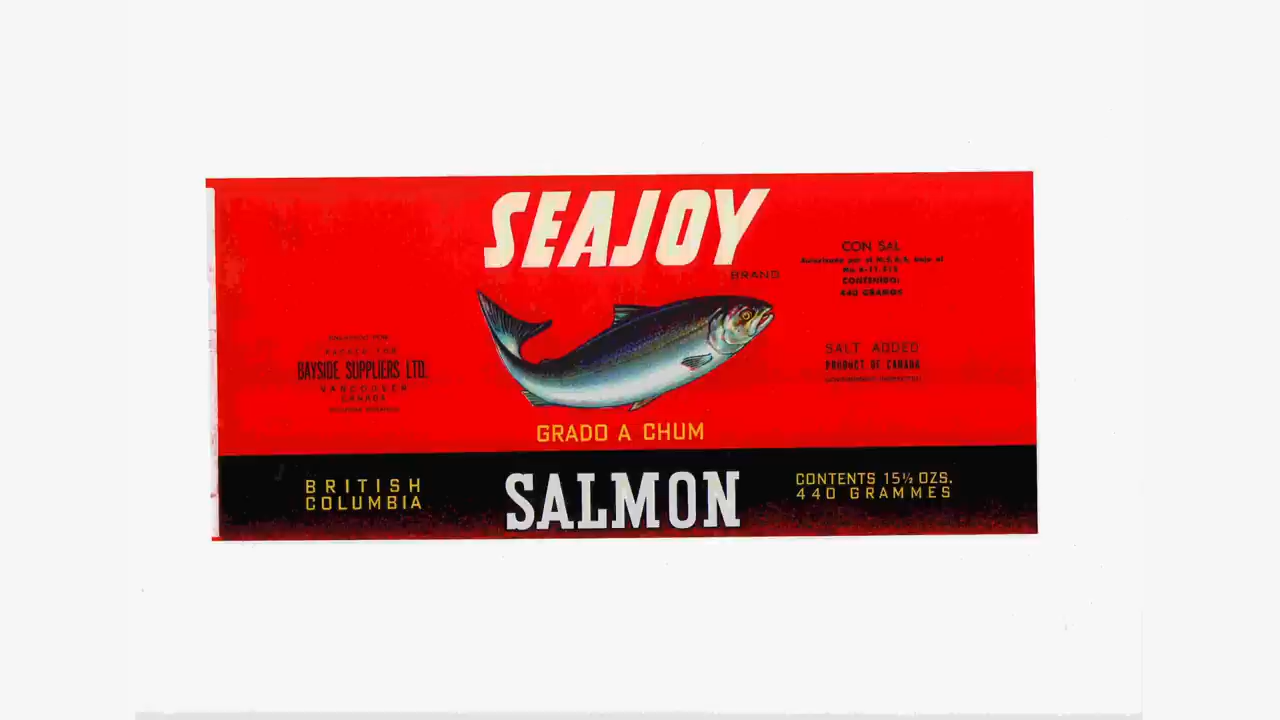 SEAJOY
BRAND
CON SAL
CONTENIDO:
440 GRAMOS
PACKED FOR
BAYSIDE SUPPLIERS LTD.
VANCOUVER
CANADA
SALT ADDED
PRODUCT OF CANADA
GRADO A CHUM
SALMON
BRITISH
COLUMBIA
CONTENTS 15½ OZS.
440 GRAMMES